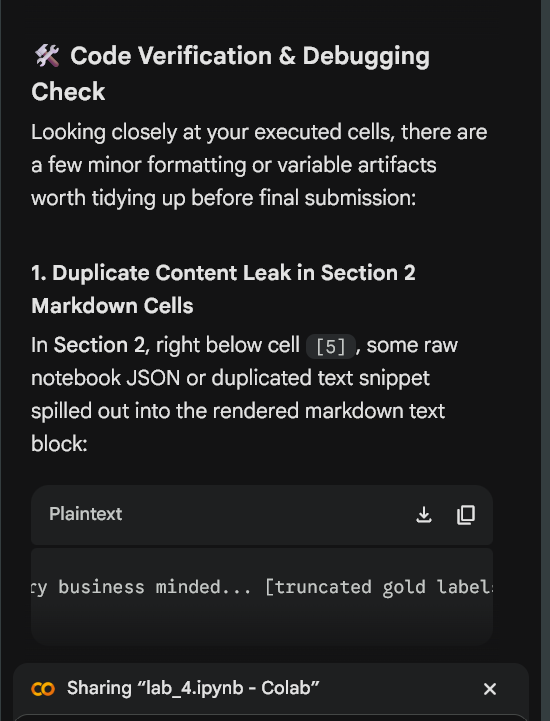 🛠️ Code Verification & Debugging
Check
Looking closely at your executed cells, there are
a few minor formatting or variable artifacts
worth tidying up before final submission:
1. Duplicate Content Leak in Section 2
Markdown Cells
In Section 2, right below cell [5], some raw
notebook JSON or duplicated text snippet
spilled out into the rendered markdown text
block:
Plaintext
ry business minded... [truncated gold labels
Sharing “lab_4.ipynb - Colab”